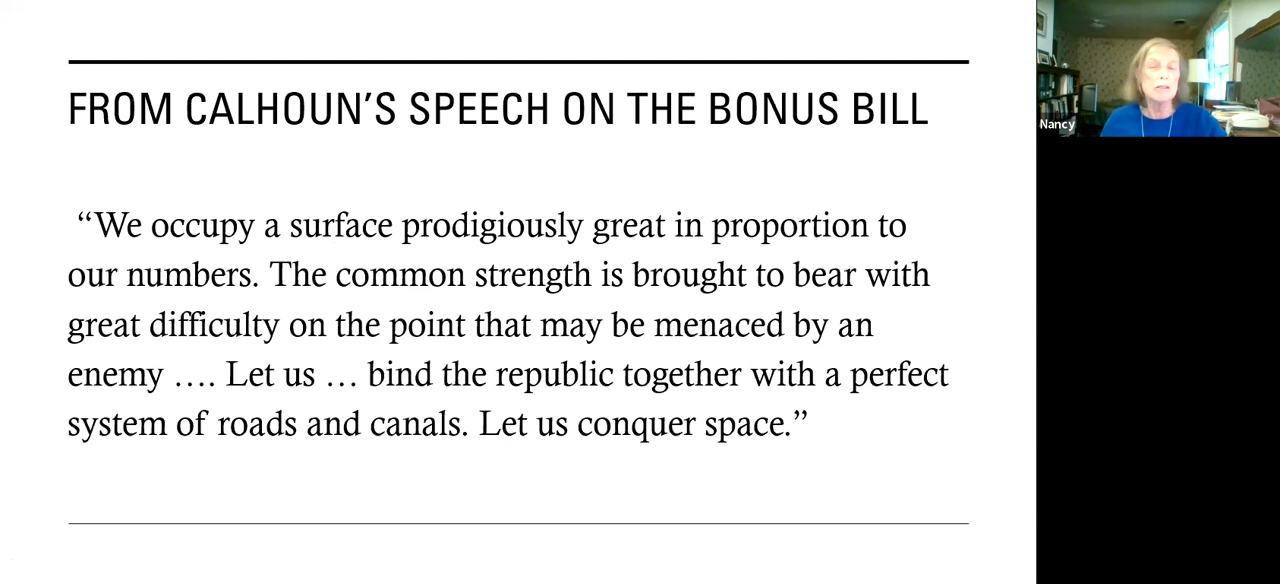 FROM CALHOUN’S SPEECH ON THE BONUS BILL
“We occupy a surface prodigiously great in proportion to
our numbers. The common strength is brought to bear with
great difficulty on the point that may be menaced by an
enemy …. Let us … bind the republic together with a perfect
system of roads and canals. Let us conquer space.”
Nancy